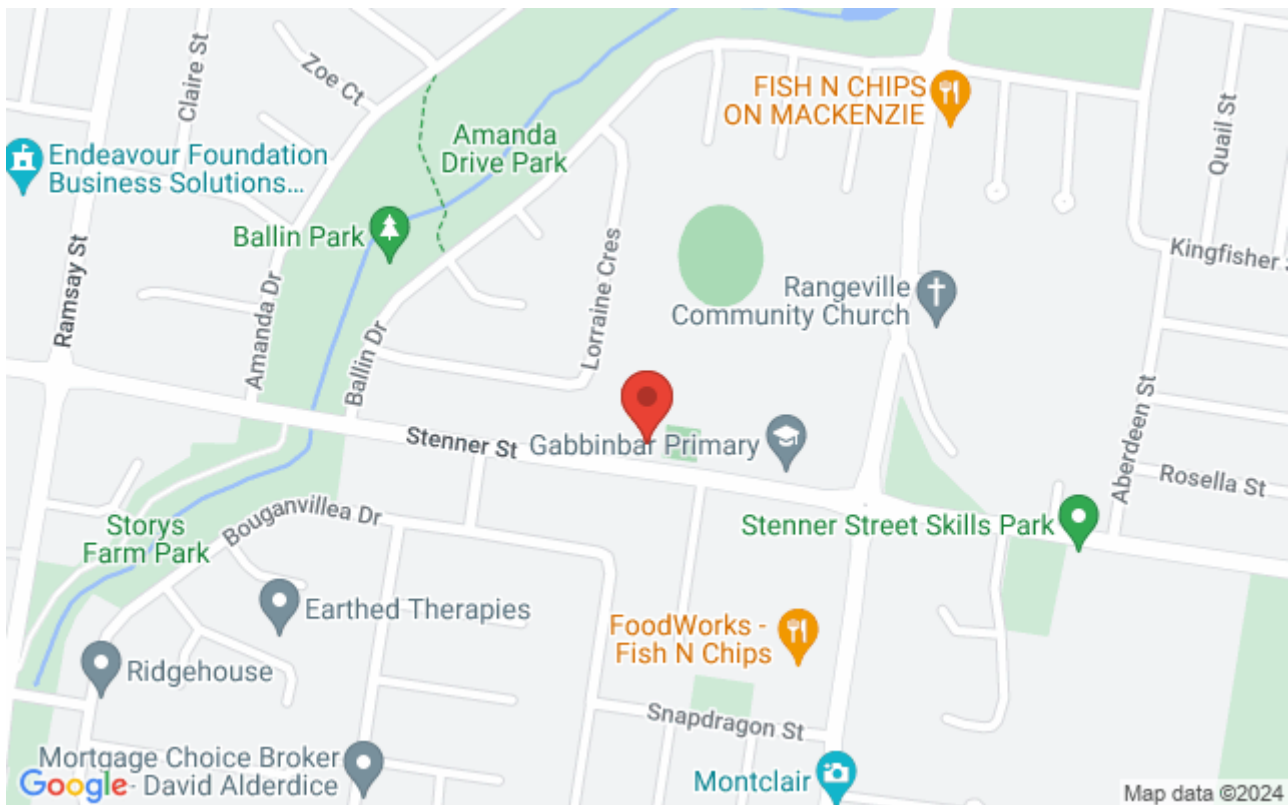 Claire St
Zoe Ct
FISH N CHIPS
ON MACKENZIE
Quail St
Endeavour Foundation
Business Solutions...
Amanda
Drive Park
Ballin Park
Ramsay St
Amanda Dr
Ballin Dr
Lorraine Cres
Rangeville
Community Church
Kingfisher S
Aberdeen St
Stenner St
Gabbinbar Primary
Rosella St
Stenner Street Skills Park
Bouganvillea Dr
Storys
Farm Park
Earthed Therapies
FoodWorks -
Fish N Chips
Ridgehouse
Snapdragon St
Mortgage Choice Broker
- David Alderdice
Google
Montclair
Map data ©2024